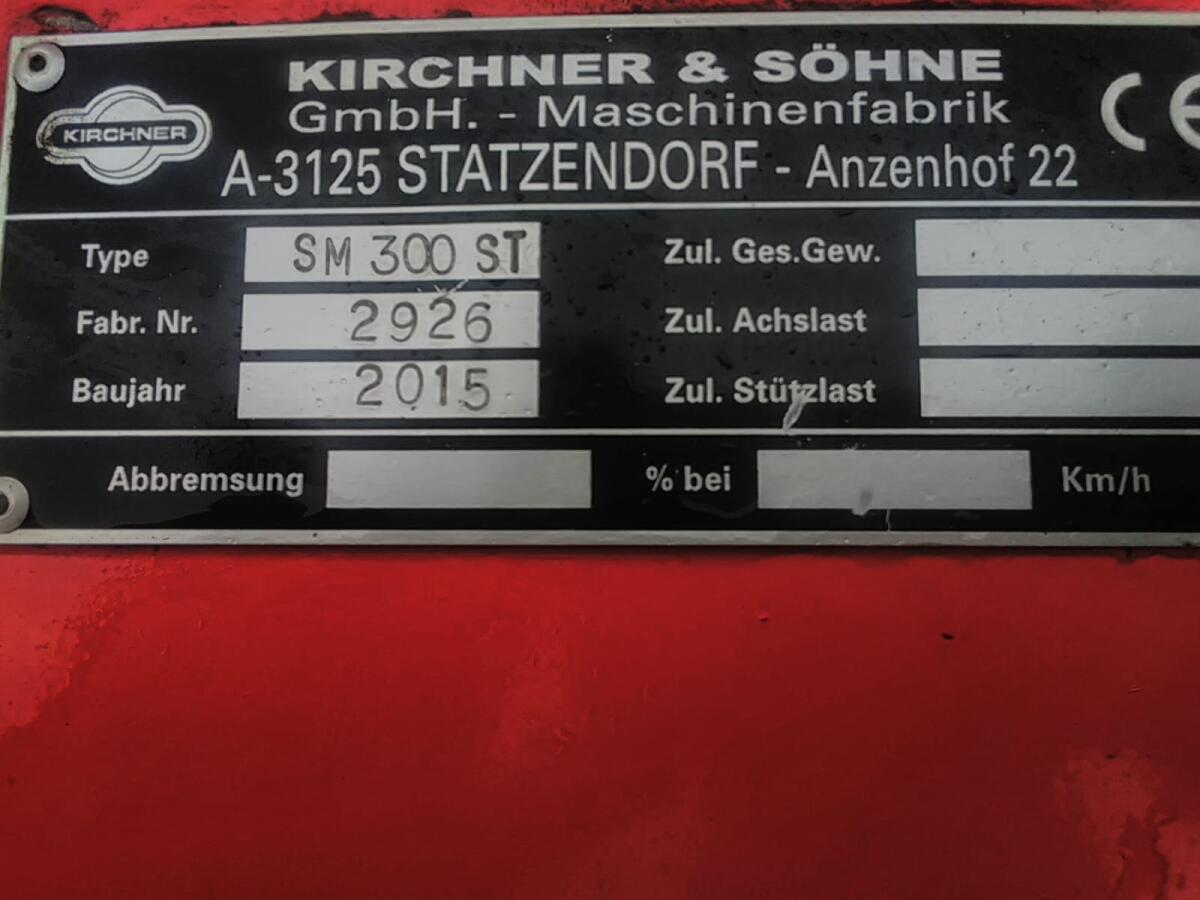 KIRCHNER & SÖHNE
KIRCHNER
GmbH. - Maschinenfabrik
CE
A-3125 STATZENDORF - Anzenhof 22
Type SM 300 ST Zul. Ges.Gew.
Fabr. Nr. 2926 Zul. Achslast
Baujahr 2015 Zul. Stützlast
Abbremsung % bei Km/h